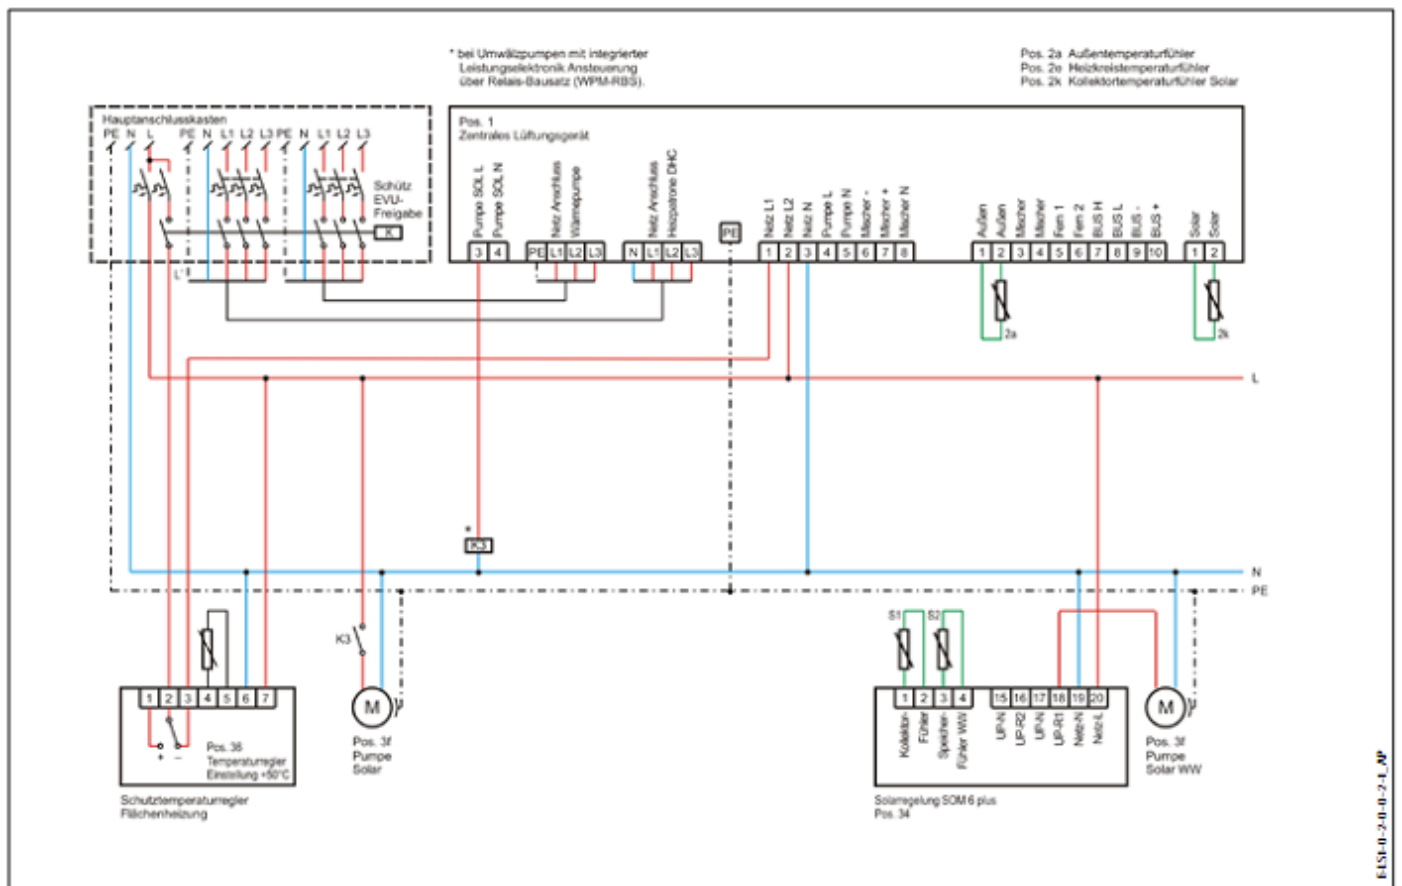 * bei Umwälzpumpen mit integrierter
Leistungselektronik Ansteuerung
über Relais-Bausatz (WPM-RBS).
Pos. 2a Außentemperaturfühler
Pos. 2e Heizkreistemperaturfühler
Pos. 2k Kollektortemperaturfühler Solar
Hauptanschlusskasten
PE N L PE N L1 L2 L3 PE N L1 L2 L3
Schütz
EVU-
Freigabe
K
L'
Pos. 1
Zentrales Lüftungsgerät
Pumpe SOL L
Pumpe SOL N
Netz Anschluss
Wärmepumpe
Netz Anschluss
Heizpatrone DHC
PE
Netz L1
Netz L2
Netz N
Pumpe L
Pumpe N
Mischer -
Mischer +
Mischer N
Außen
Außen
Mischer
Mischer
Fern 1
Fern 2
BUS H
BUS L
BUS -
BUS +
Solar
Solar
3 4 PE L1 L2 L3 N L1 L2 L3 1 2 3 4 5 6 7 8 1 2 3 4 5 6 7 8 9 10 1 2
2a
2k
L
*
K3
N
PE
K3
S1
S2
1 2 3 4 5 6 7
+ –
Pos. 36
Temperaturregler
Einstellung +50°C
Schutztemperaturregler
Flächenheizung
M
Pos. 3f
Pumpe
Solar
1 2 3 4 15 16 17 18 19 20
Kollektor-
Fühler
Speicher-
Fühler WW
UP-N
UP-R2
UP-N
UP-R1
Netz-N
Netz-L
Solarregelung SOM 6 plus
Pos. 34
M
Pos. 3f
Pumpe
Solar WW